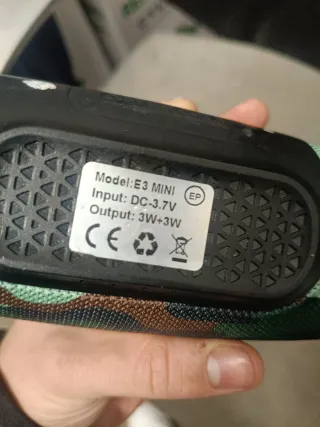 Model:E3 MINI
EP
Input: DC-3.7V
Output: 3W+3W
CE